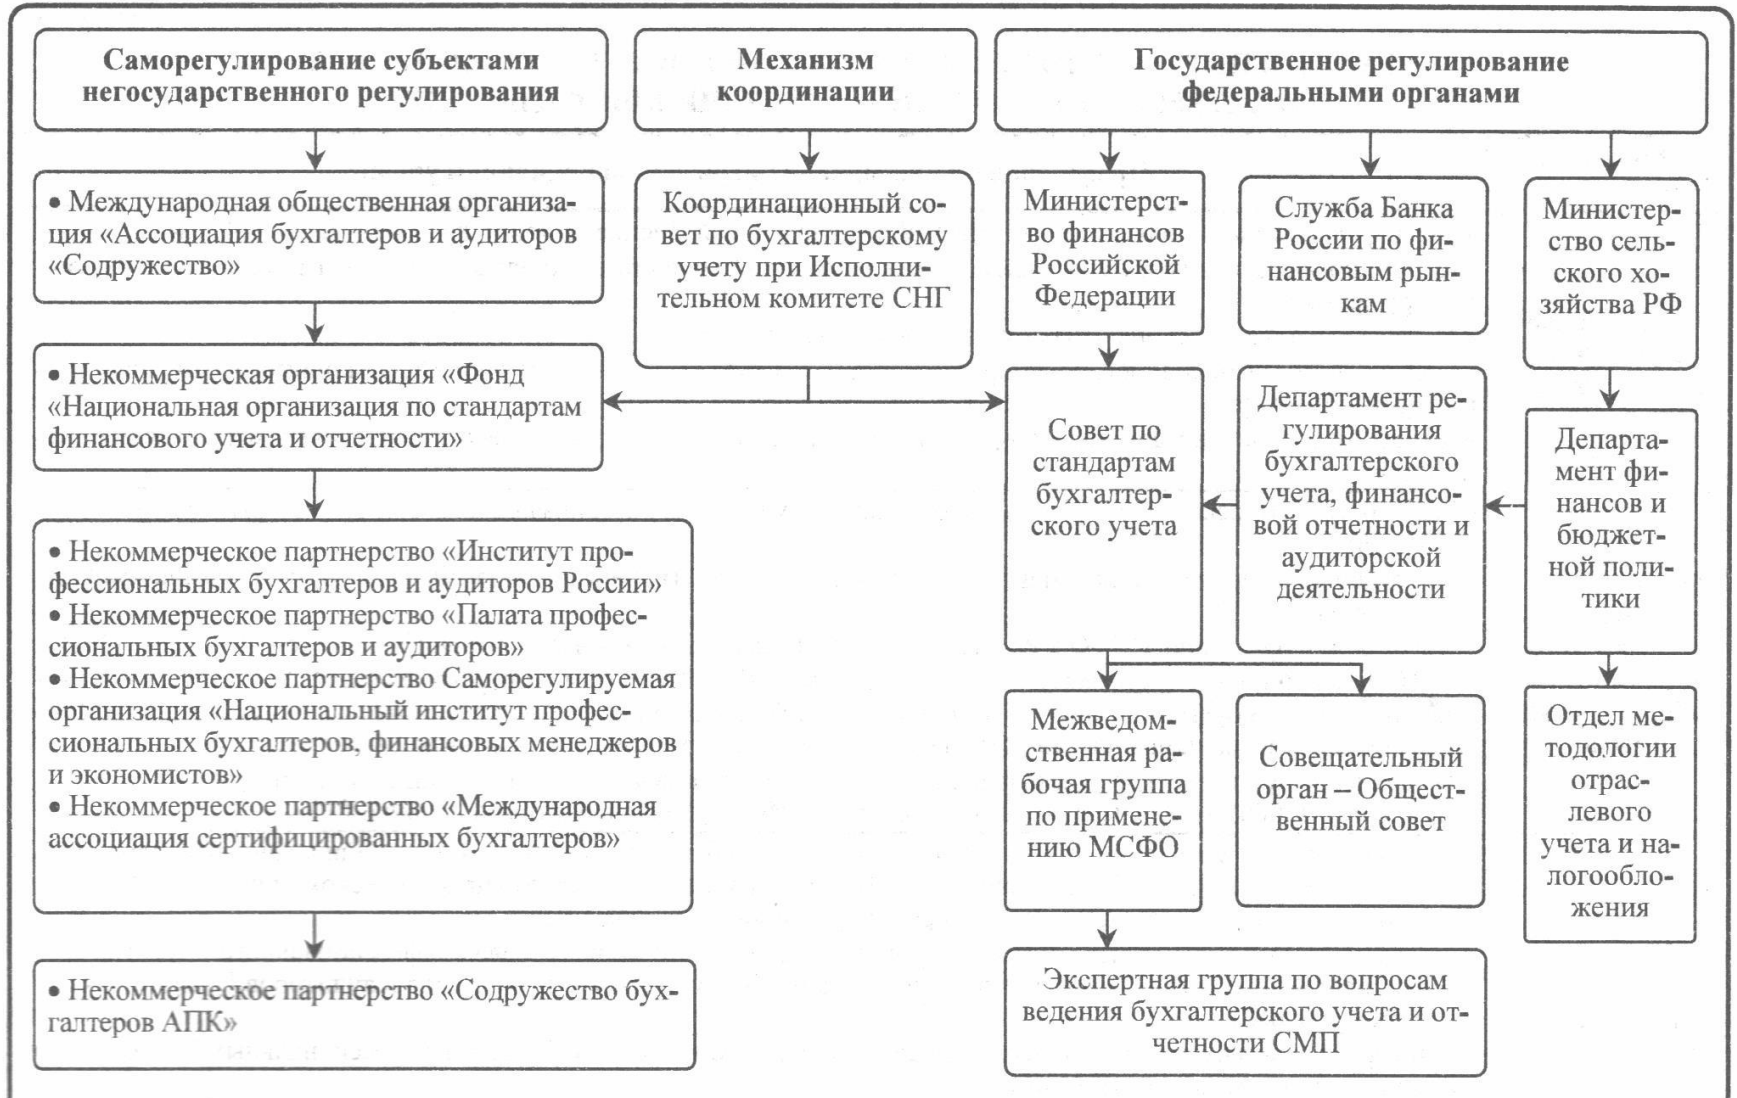 Саморегулирование субъектами
негосударственного регулирования
Механизм
координации
Государственное регулирование
федеральными органами
• Международная общественная организа-
ция «Ассоциация бухгалтеров и аудиторов
«Содружество»
Координационный со-
вет по бухгалтерскому
учету при Исполни-
тельном комитете СНГ
Министерст-
во финансов
Российской
Федерации
Служба Банка
России по фи-
нансовым рын-
кам
Министер-
ство сель-
ского хо-
зяйства РФ
• Некоммерческая организация «Фонд
«Национальная организация по стандартам
финансового учета и отчетности»
Совет по
стандартам
бухгалтер-
ского учета
Департамент ре-
гулирования
бухгалтерского
учета, финансо-
вой отчетности и
аудиторской
деятельности
Департа-
мент фи-
нансов и
бюджет-
ной поли-
тики
• Некоммерческое партнерство «Институт про-
фессиональных бухгалтеров и аудиторов России»
• Некоммерческое партнерство «Палата профес-
сиональных бухгалтеров и аудиторов»
• Некоммерческое партнерство Саморегулируемая
организация «Национальный институт профес-
сиональных бухгалтеров, финансовых менеджеров
и экономистов»
• Некоммерческое партнерство «Международная
ассоциация сертифицированных бухгалтеров»
Межведом-
ственная ра-
бочая группа
по примене-
нию МСФО
Совещательный
орган – Общест-
венный совет
Отдел ме-
тодологии
отрас-
левого
учета и на-
логообло-
жения
• Некоммерческое партнерство «Содружество бух-
галтеров АПК»
Экспертная группа по вопросам
ведения бухгалтерского учета и от-
четности СМП